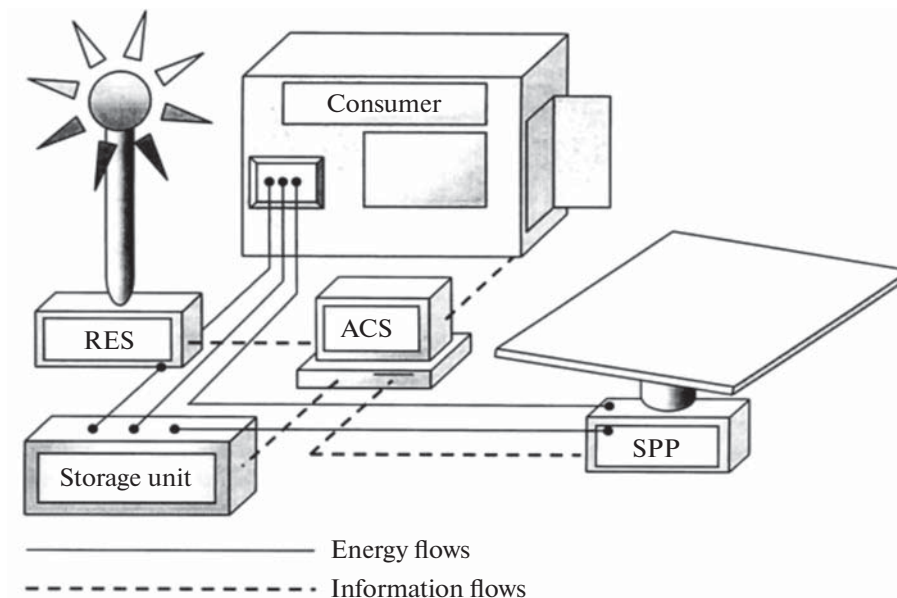 Consumer
RES
ACS
SPP
Storage unit
Energy flows
Information flows